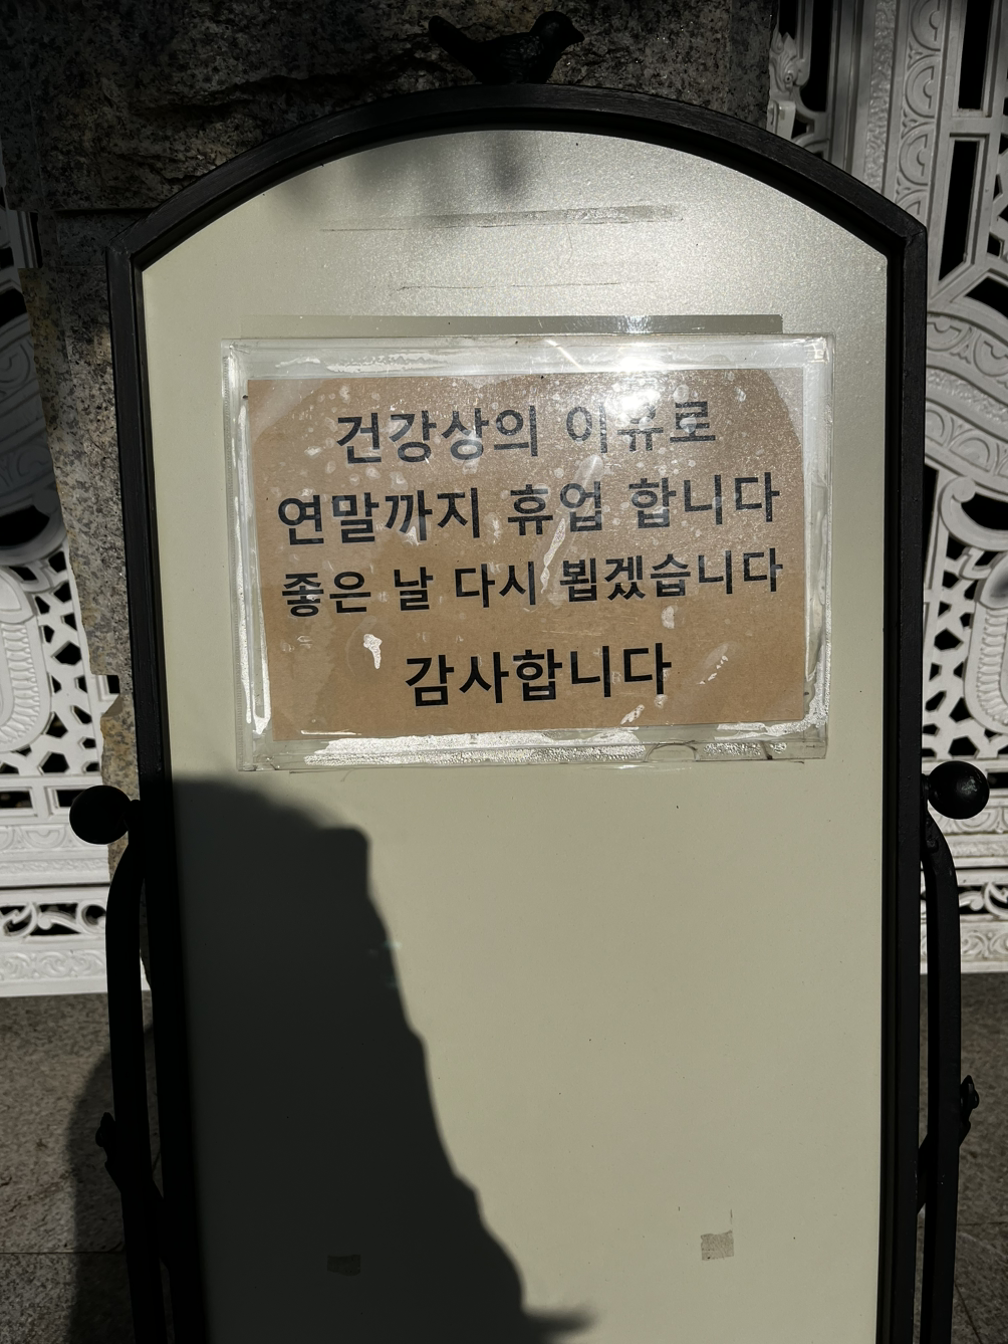 건강상의 이유로
연말까지 휴업 합니다
좋은 날 다시 뵙겠습니다
감사합니다